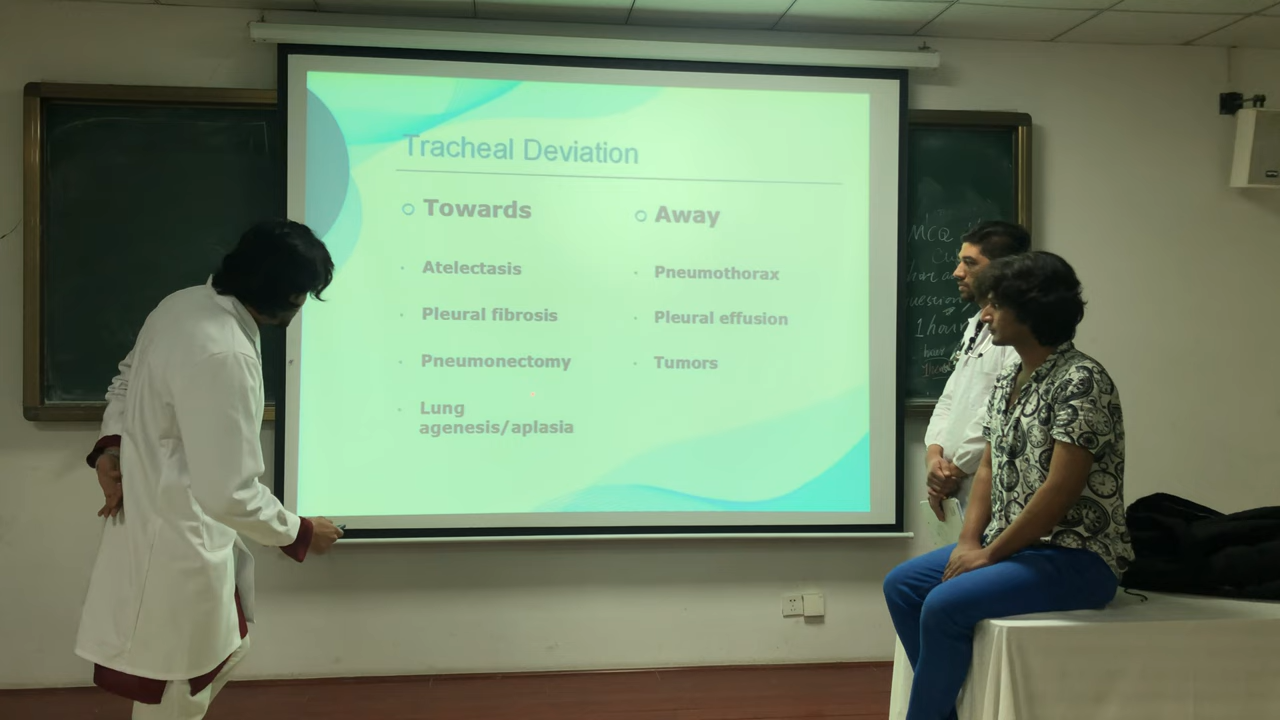 Tracheal Deviation
Towards
Away
Atelectasis
Pleural fibrosis
Pneumonectomy
Lung
agenesis/aplasia
Pneumothorax
Pleural effusion
Tumors
MCQ
1 hour